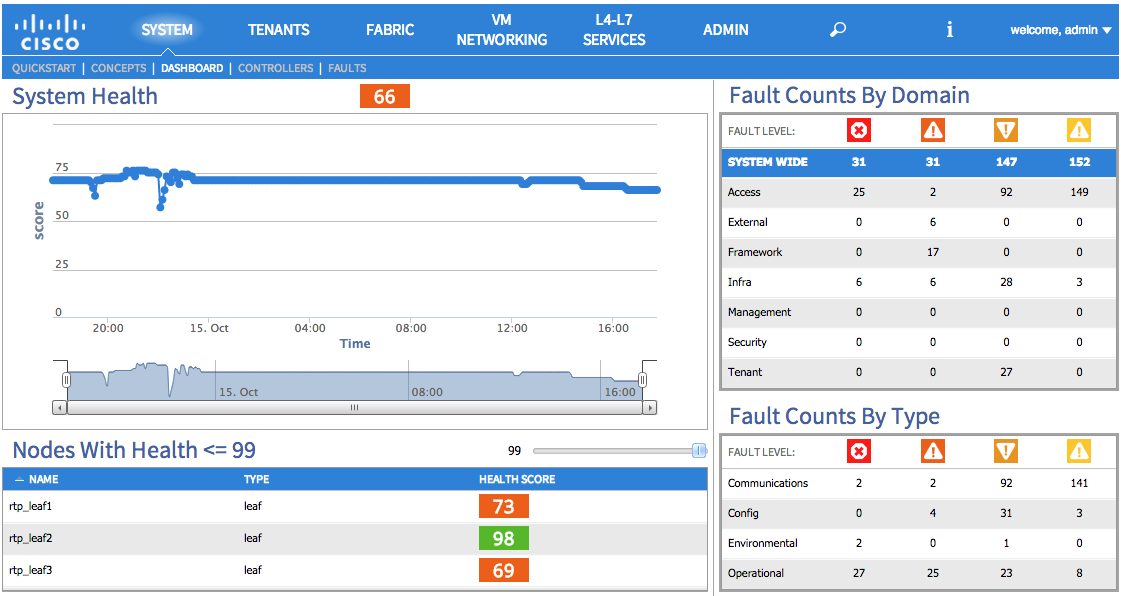 CISCO
SYSTEM
TENANTS
FABRIC
VM NETWORKING
L4-L7 SERVICES
ADMIN
i
welcome, admin
QUICKSTART | CONCEPTS | DASHBOARD | CONTROLLERS | FAULTS
System Health 66
75
50
25
0
score
20:00 15. Oct 04:00 08:00 12:00 16:00
Time
15. Oct 08:00 16:00
Nodes With Health <= 99 99
NAME TYPE HEALTH SCORE
rtp_leaf1 leaf 73
rtp_leaf2 leaf 98
rtp_leaf3 leaf 69
Fault Counts By Domain
FAULT LEVEL:
SYSTEM WIDE 31 31 147 152
Access 25 2 92 149
External 0 6 0 0
Framework 0 17 0 0
Infra 6 6 28 3
Management 0 0 0 0
Security 0 0 0 0
Tenant 0 0 27 0
Fault Counts By Type
FAULT LEVEL:
Communications 2 2 92 141
Config 0 4 31 3
Environmental 2 0 1 0
Operational 27 25 23 8